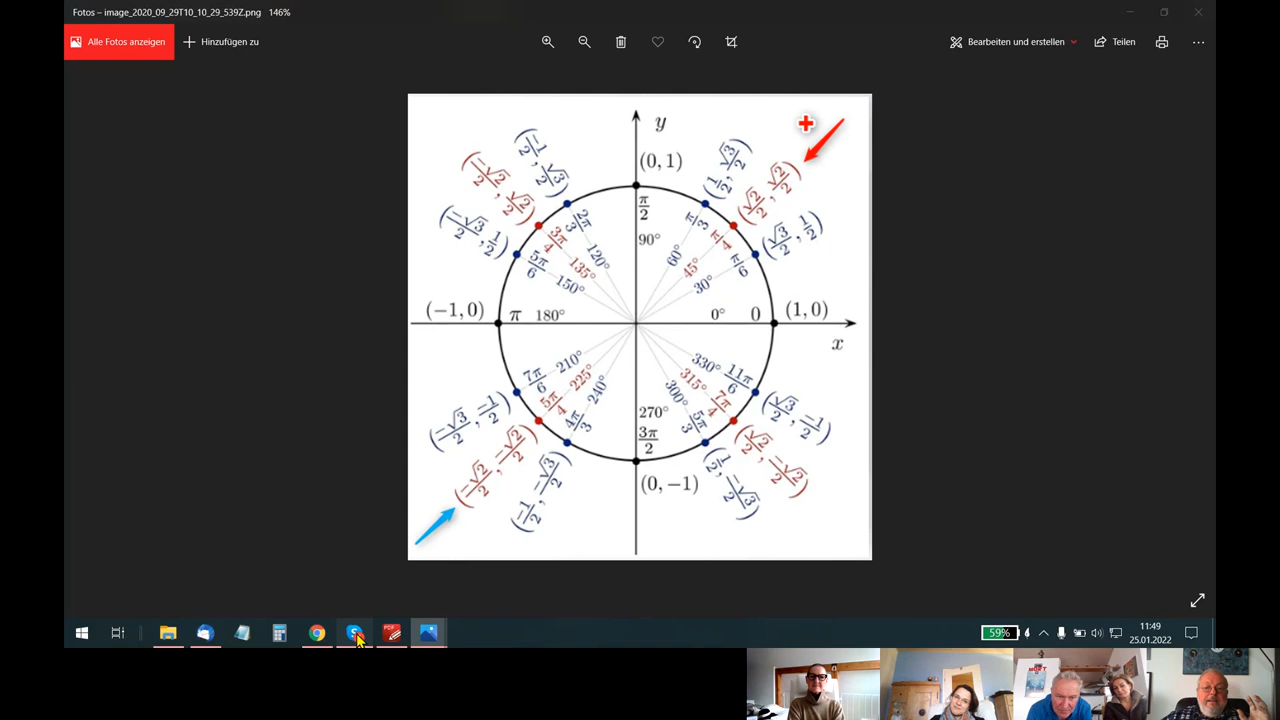 Fotos – image_2020_09_29T10_10_29_539Z.png 146%
Alle Fotos anzeigen
Hinzufügen zu
Bearbeiten und erstellen
Teilen
y
(0, 1)
(−1/2, √3/2)
(1/2, √3/2)
(−√2/2, √2/2)
(√2/2, √2/2)
(−√3/2, 1/2)
(√3/2, 1/2)
π/2
90°
2π/3 120°
π/3 60°
3π/4 135°
π/4 45°
5π/6 150°
π/6 30°
(−1, 0) π 180°
0° 0 (1, 0)
x
7π/6 210°
330° 11π/6
5π/4 225°
315° 7π/4
4π/3 240°
300° 5π/3
270°
3π/2
(−√3/2, −1/2)
(√3/2, −1/2)
(−√2/2, −√2/2)
(√2/2, −√2/2)
(−1/2, −√3/2)
(1/2, −√3/2)
(0, −1)
PDF
59%
11:49
25.01.2022